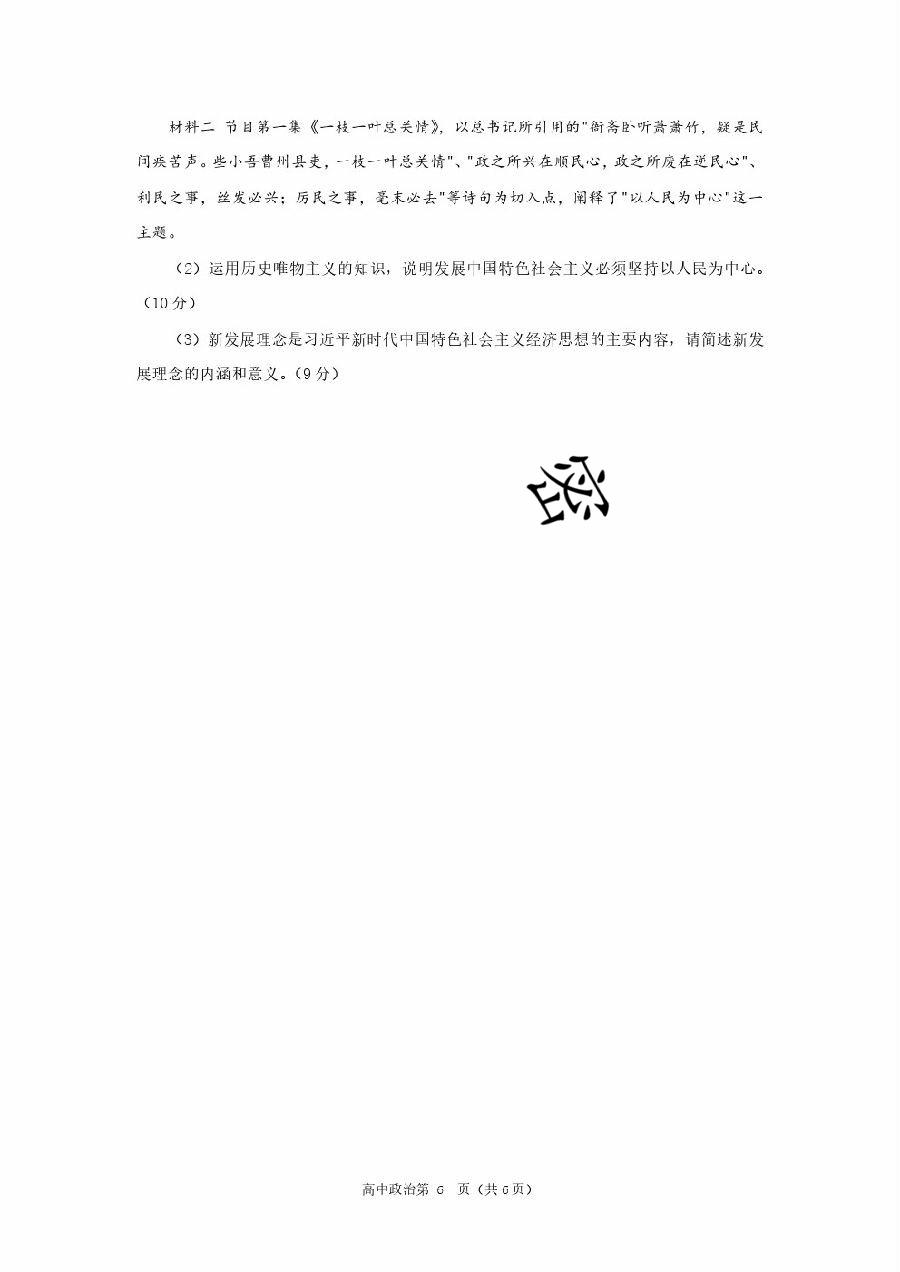 材料二 节目第一集《一枝一叶总关情》，以总书记所引用的"衙斋卧听萧萧竹，疑是民
间疾苦声。些小吾曹州县吏，一枝一叶总关情"、"政之所兴在顺民心，政之所废在逆民心"、
利民之事，丝发必兴；厉民之事，毫末必去"等诗句为切入点，阐释了"以人民为中心"这一
主题。
（2）运用历史唯物主义的知识，说明发展中国特色社会主义必须坚持以人民为中心。
（10分）
（3）新发展理念是习近平新时代中国特色社会主义经济思想的主要内容，请简述新发
展理念的内涵和意义。（9分）
密
高中政治第 6 页（共6页）